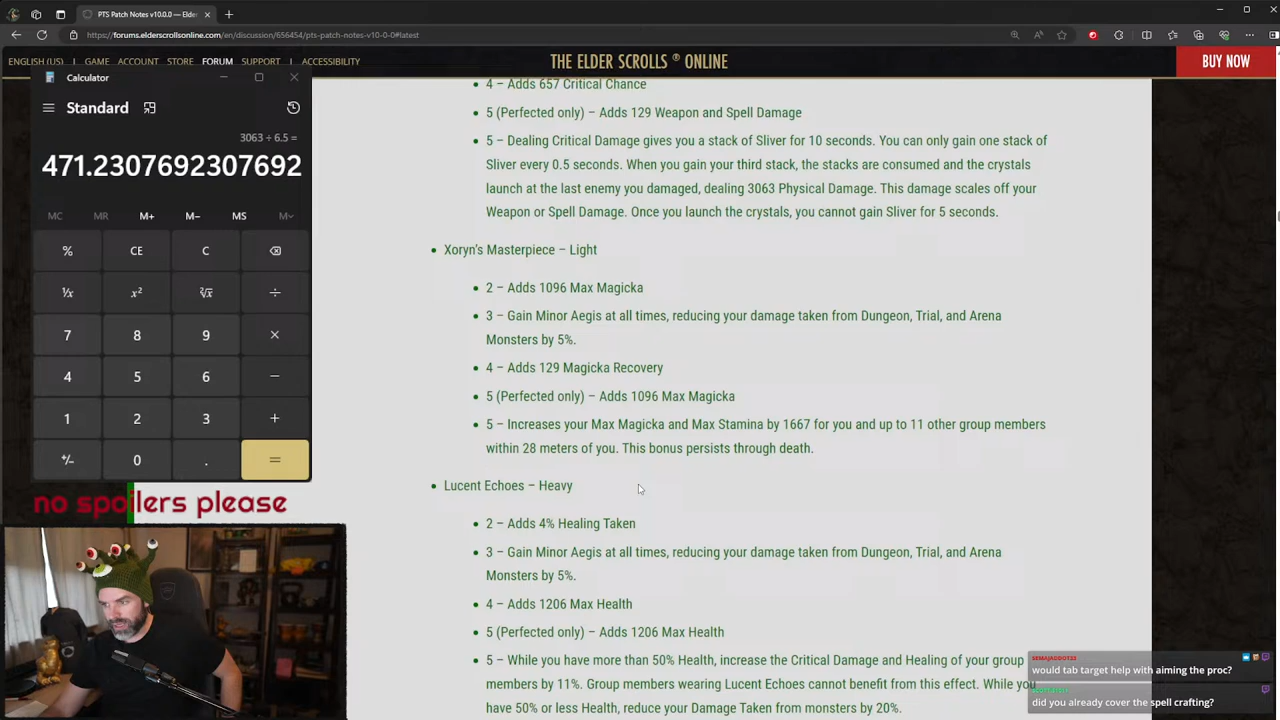 PTS Patch Notes v10.0.0 — Elder
https://forums.elderscrollsonline.com/en/discussion/656454/pts-patch-notes-v10-0-0#latest
ENGLISH (US) | GAME ACCOUNT STORE FORUM SUPPORT | ACCESSIBILITY
THE ELDER SCROLLS ® ONLINE
BUY NOW
Calculator
Standard
3063 ÷ 6.5 =
471.2307692307692
MC MR M+ M− MS M˅
% CE C
¹/x x² ²√x ÷
7 8 9 ×
4 5 6 −
1 2 3 +
+/− 0 . =
no spoilers please
4 – Adds 657 Critical Chance
5 (Perfected only) – Adds 129 Weapon and Spell Damage
5 – Dealing Critical Damage gives you a stack of Sliver for 10 seconds. You can only gain one stack of
Sliver every 0.5 seconds. When you gain your third stack, the stacks are consumed and the crystals
launch at the last enemy you damaged, dealing 3063 Physical Damage. This damage scales off your
Weapon or Spell Damage. Once you launch the crystals, you cannot gain Sliver for 5 seconds.
Xoryn's Masterpiece – Light
2 – Adds 1096 Max Magicka
3 – Gain Minor Aegis at all times, reducing your damage taken from Dungeon, Trial, and Arena
Monsters by 5%.
4 – Adds 129 Magicka Recovery
5 (Perfected only) – Adds 1096 Max Magicka
5 – Increases your Max Magicka and Max Stamina by 1667 for you and up to 11 other group members
within 28 meters of you. This bonus persists through death.
Lucent Echoes – Heavy
2 – Adds 4% Healing Taken
3 – Gain Minor Aegis at all times, reducing your damage taken from Dungeon, Trial, and Arena
Monsters by 5%.
4 – Adds 1206 Max Health
5 (Perfected only) – Adds 1206 Max Health
5 – While you have more than 50% Health, increase the Critical Damage and Healing of your group
members by 11%. Group members wearing Lucent Echoes cannot benefit from this effect. While you
have 50% or less Health, reduce your Damage Taken from monsters by 20%.
would tab target help with aiming the proc?
did you already cover the spell crafting?